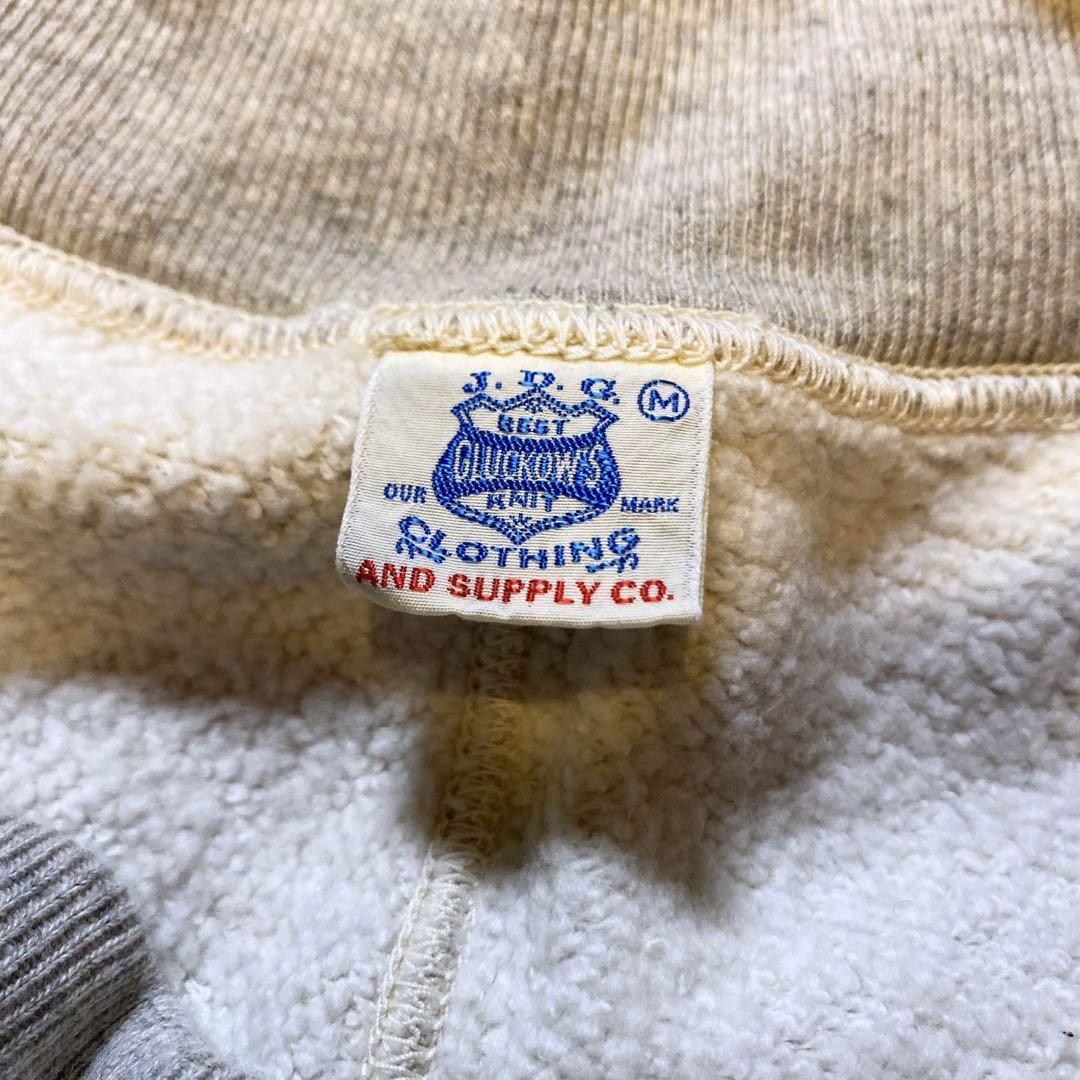 J. D. G. M
BEST
GLUCKOW'S
OUR KNIT MARK
CLOTHING
AND SUPPLY CO.